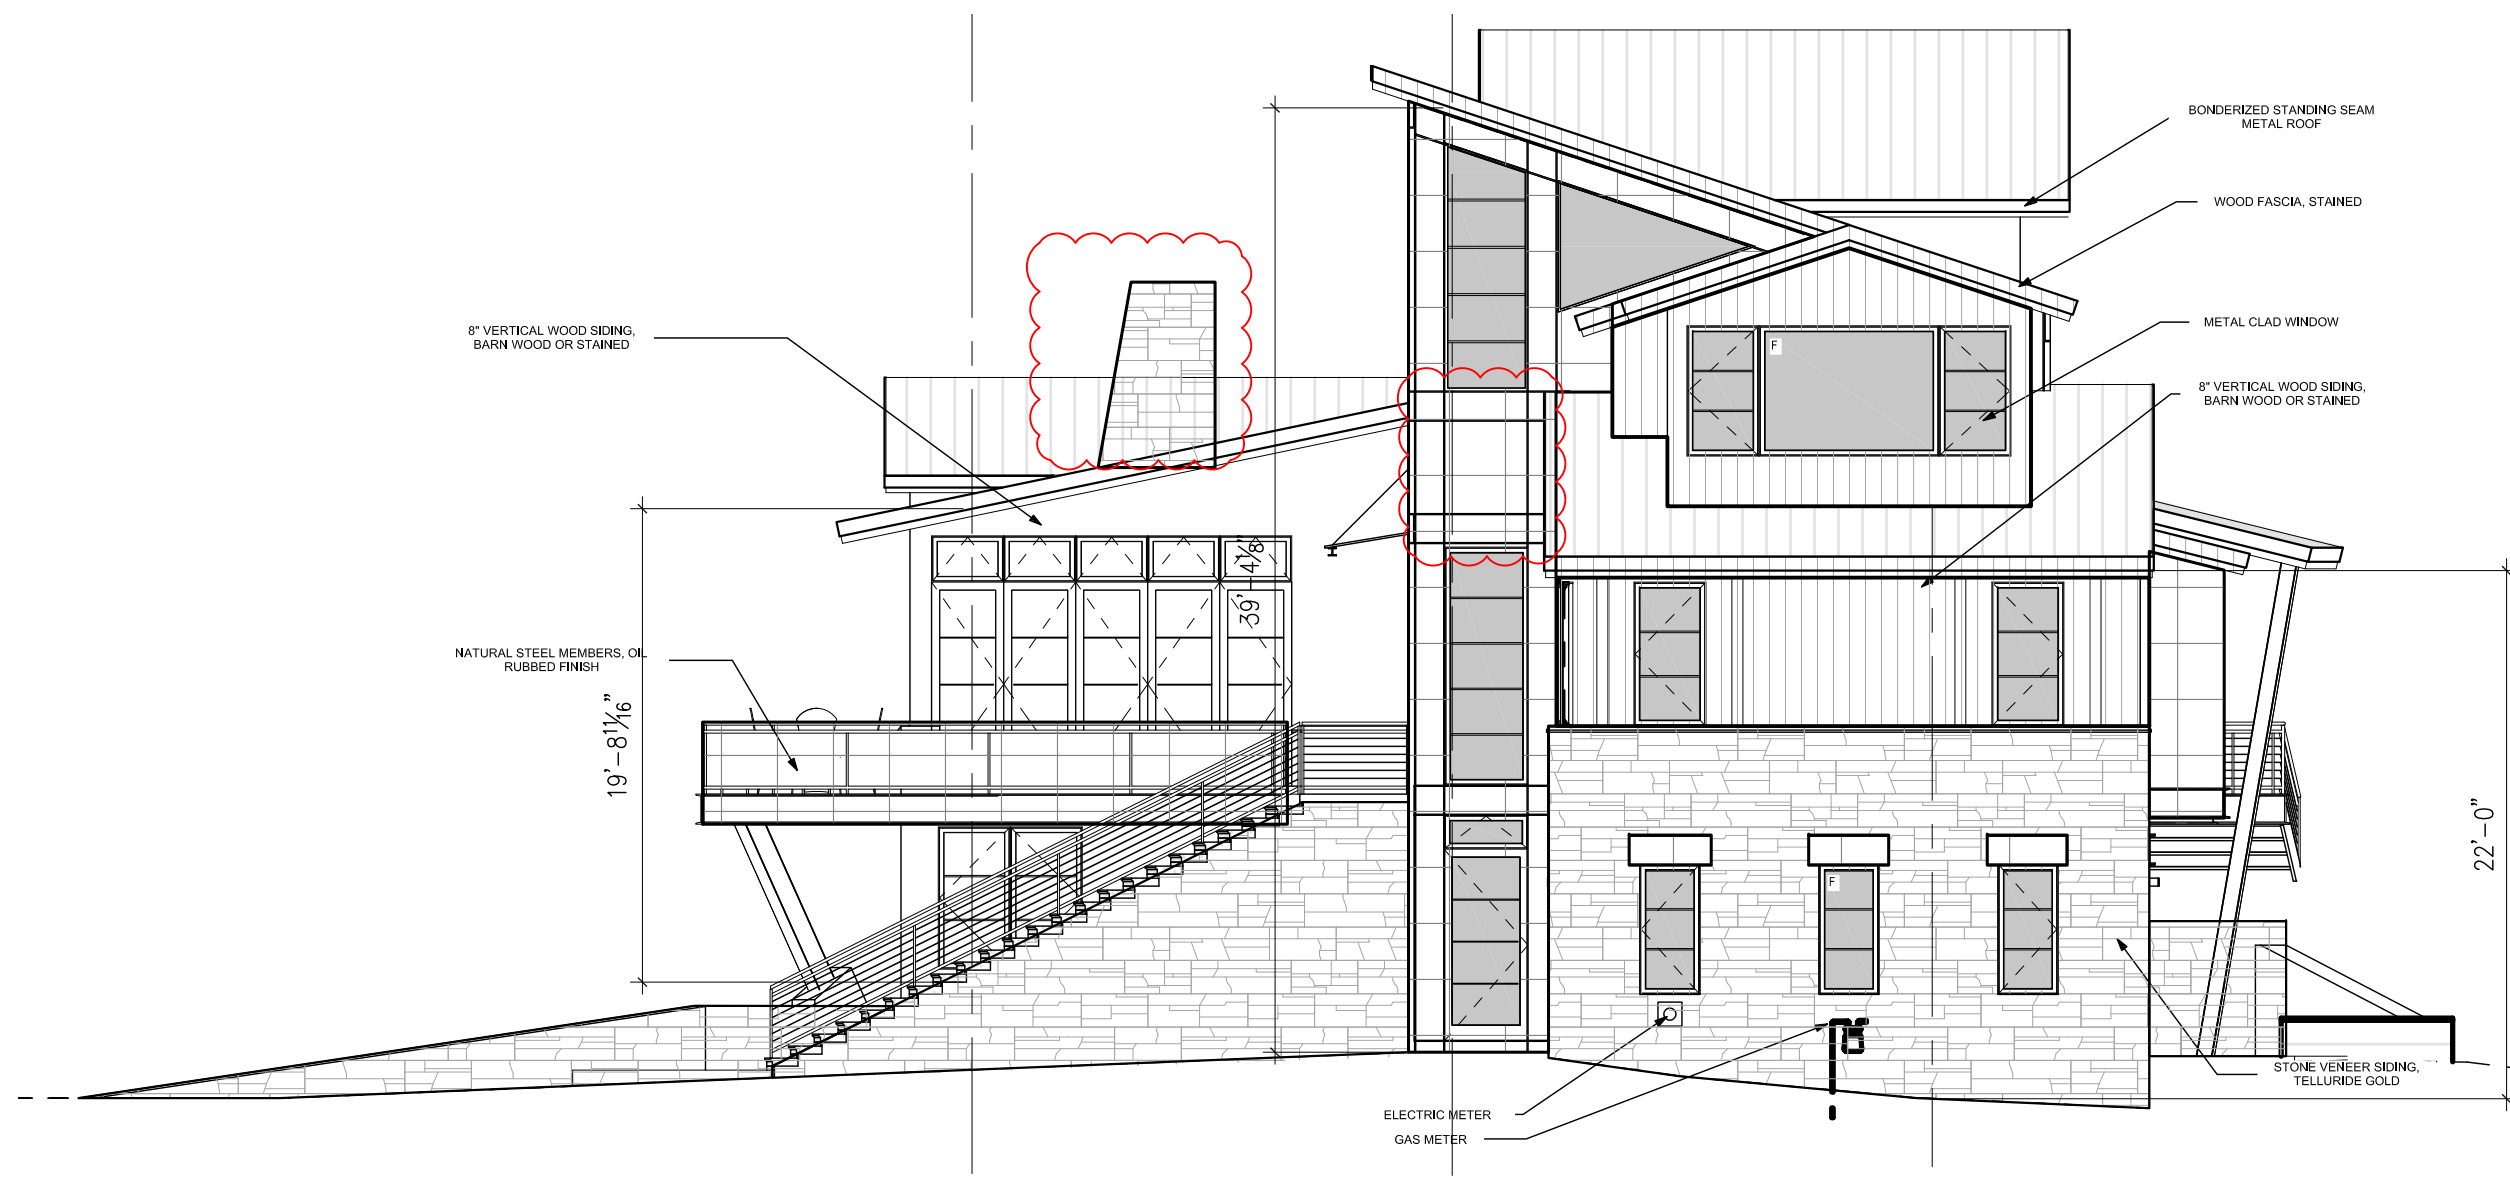 BONDERIZED STANDING SEAM
METAL ROOF
WOOD FASCIA, STAINED
METAL CLAD WINDOW
F
8" VERTICAL WOOD SIDING,
BARN WOOD OR STAINED
8" VERTICAL WOOD SIDING,
BARN WOOD OR STAINED
39'-4 1/8"
NATURAL STEEL MEMBERS, OIL
RUBBED FINISH
19'-8 11/16"
22'-0"
F
STONE VENEER SIDING,
TELLURIDE GOLD
ELECTRIC METER
GAS METER